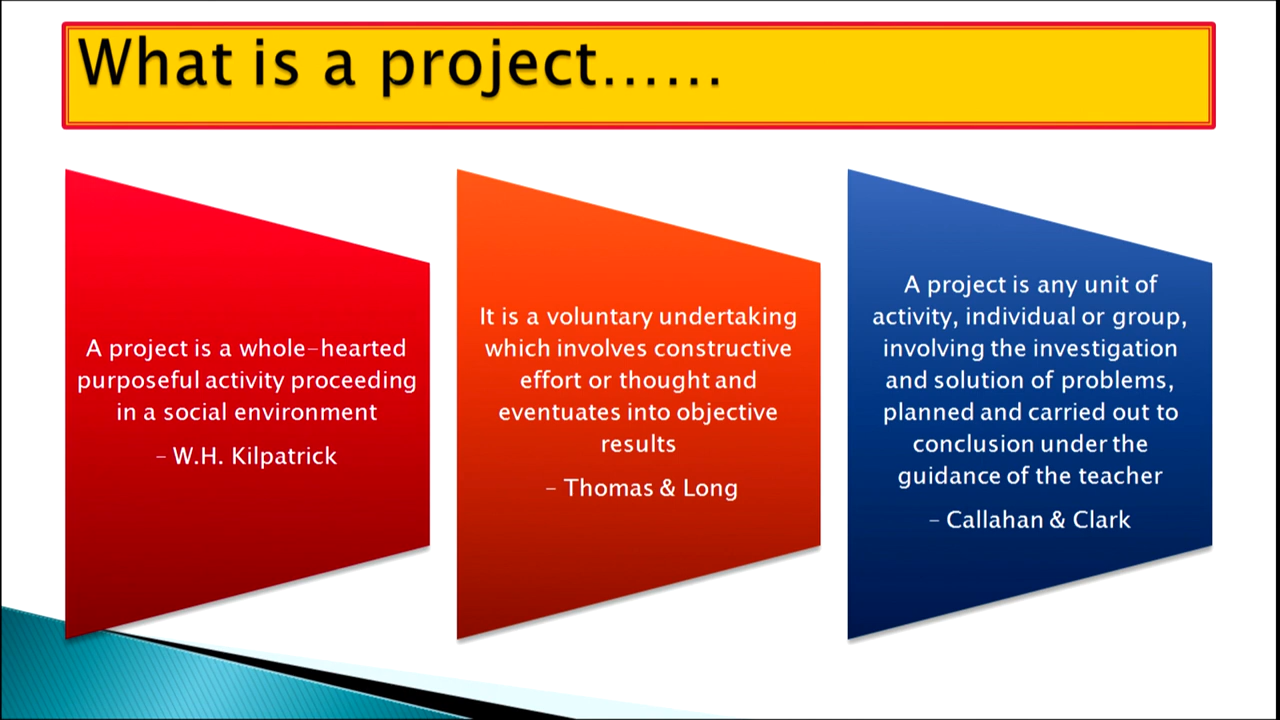 What is a project......
A project is a whole-hearted
purposeful activity proceeding
in a social environment
- W.H. Kilpatrick
It is a voluntary undertaking
which involves constructive
effort or thought and
eventuates into objective
results
- Thomas & Long
A project is any unit of
activity, individual or group,
involving the investigation
and solution of problems,
planned and carried out to
conclusion under the
guidance of the teacher
- Callahan & Clark